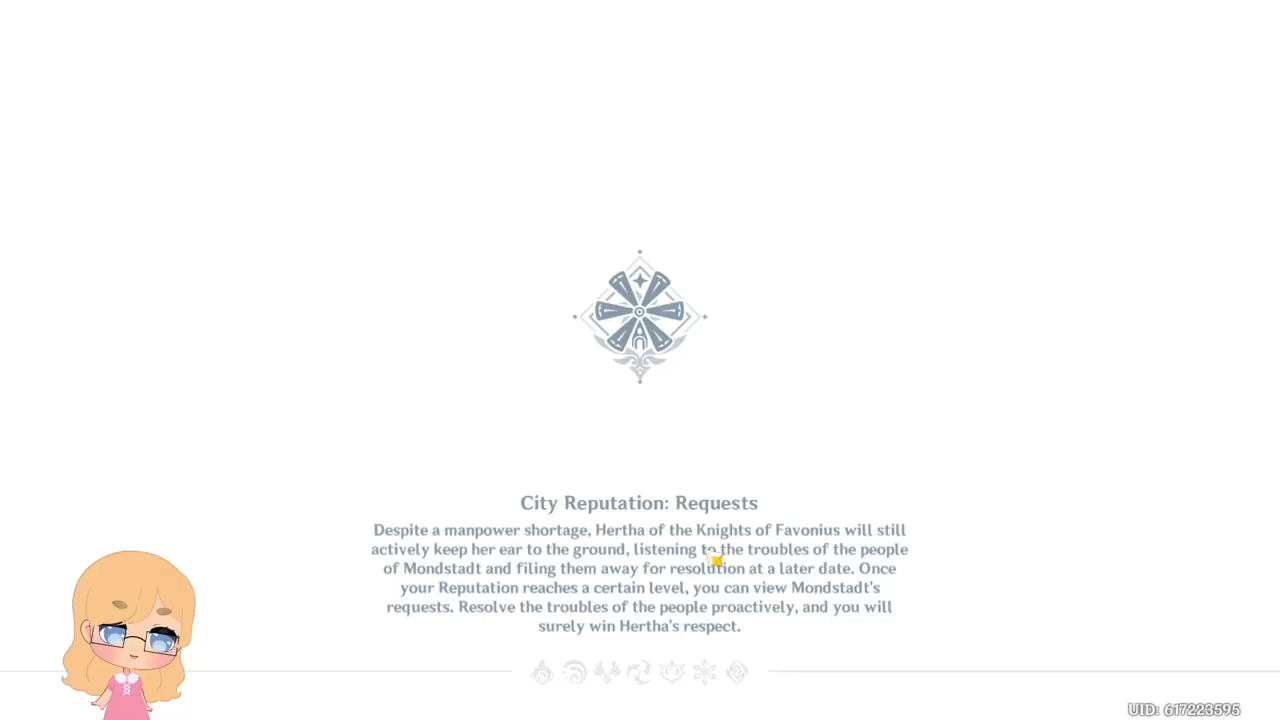 City Reputation: Requests
Despite a manpower shortage, Hertha of the Knights of Favonius will still
actively keep her ear to the ground, listening to the troubles of the people
of Mondstadt and filing them away for resolution at a later date. Once
your Reputation reaches a certain level, you can view Mondstadt's
requests. Resolve the troubles of the people proactively, and you will
surely win Hertha's respect.
UID: 617223595